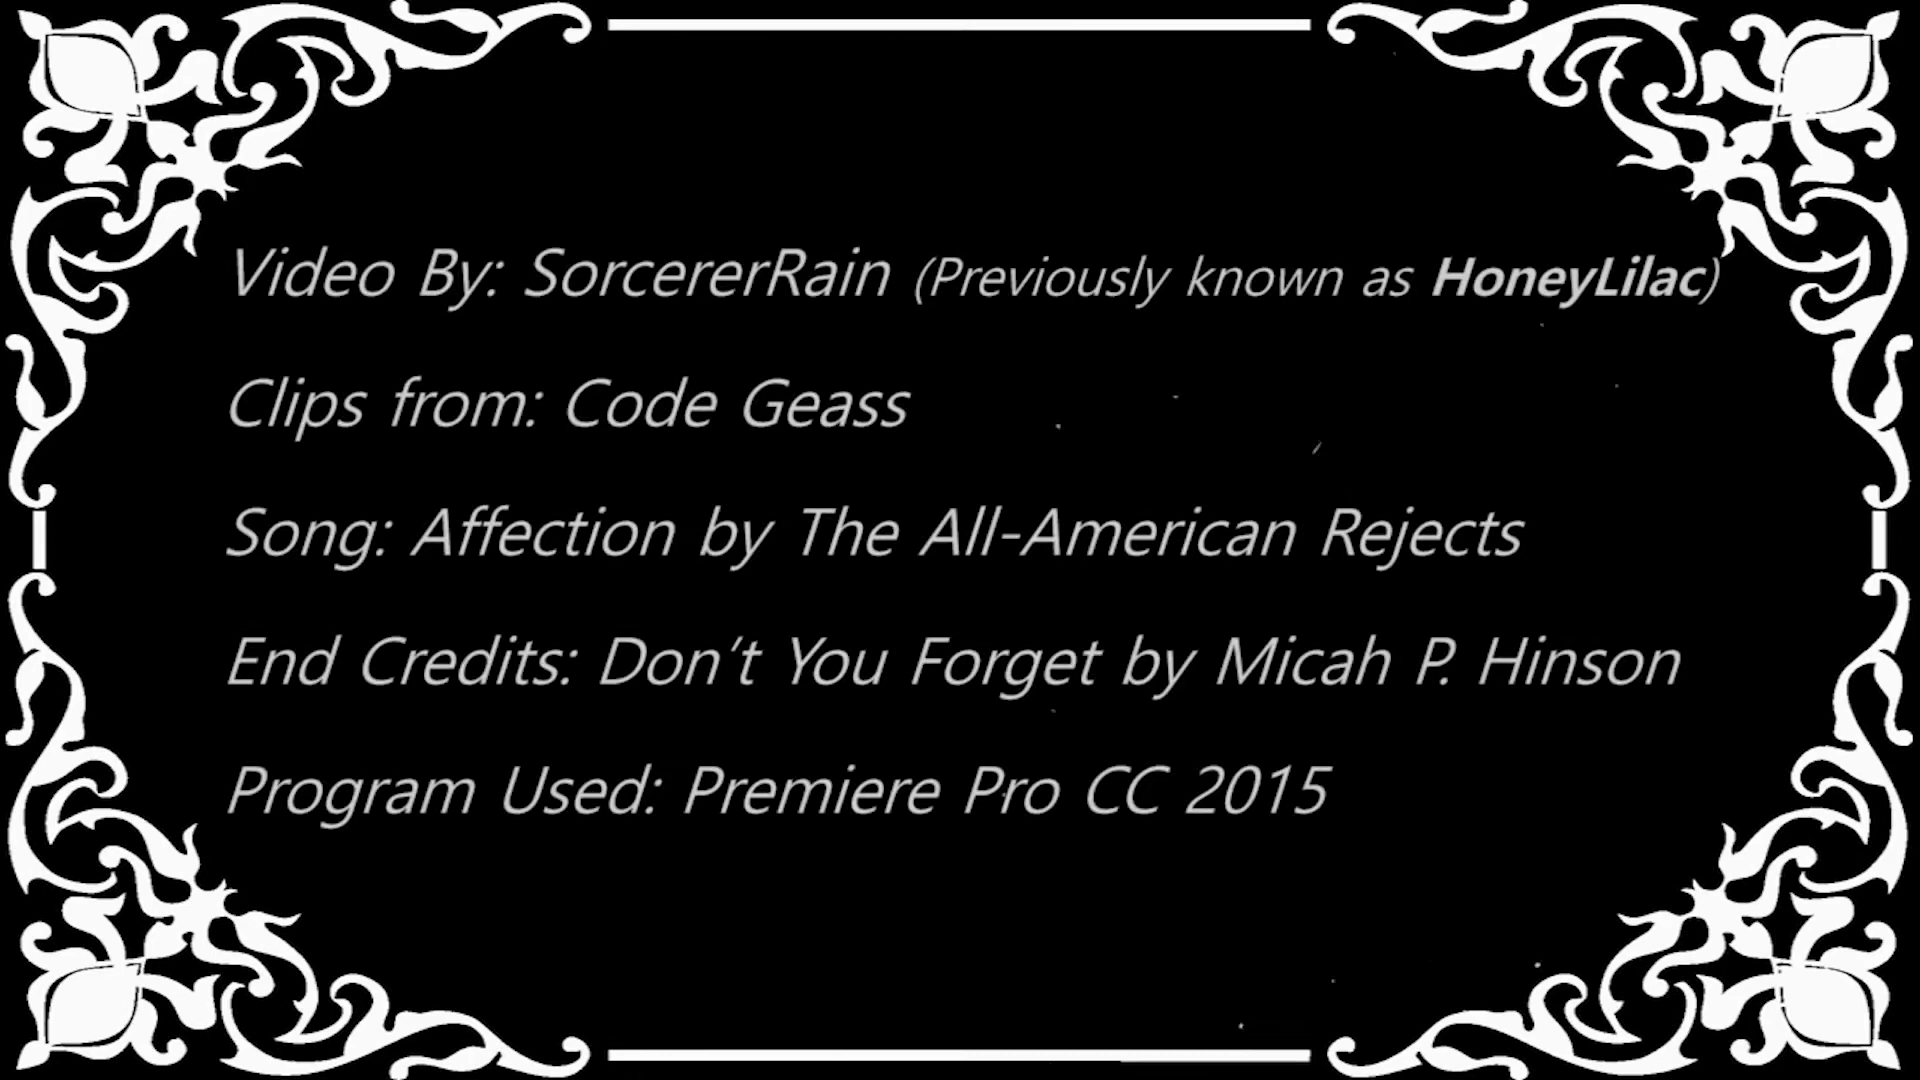 Video By: SorcererRain (Previously known as HoneyLilac)
Clips from: Code Geass
Song: Affection by The All-American Rejects
End Credits: Don't You Forget by Micah P. Hinson
Program Used: Premiere Pro CC 2015